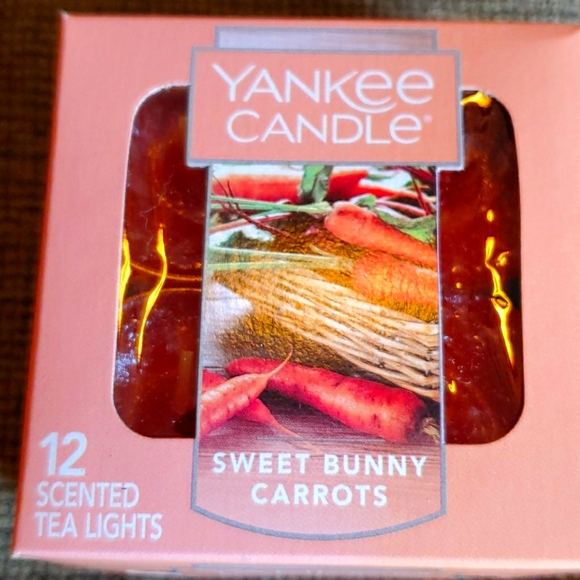 YANKEE
CANDLE®
SWEET BUNNY
CARROTS
12
SCENTED
TEA LIGHTS